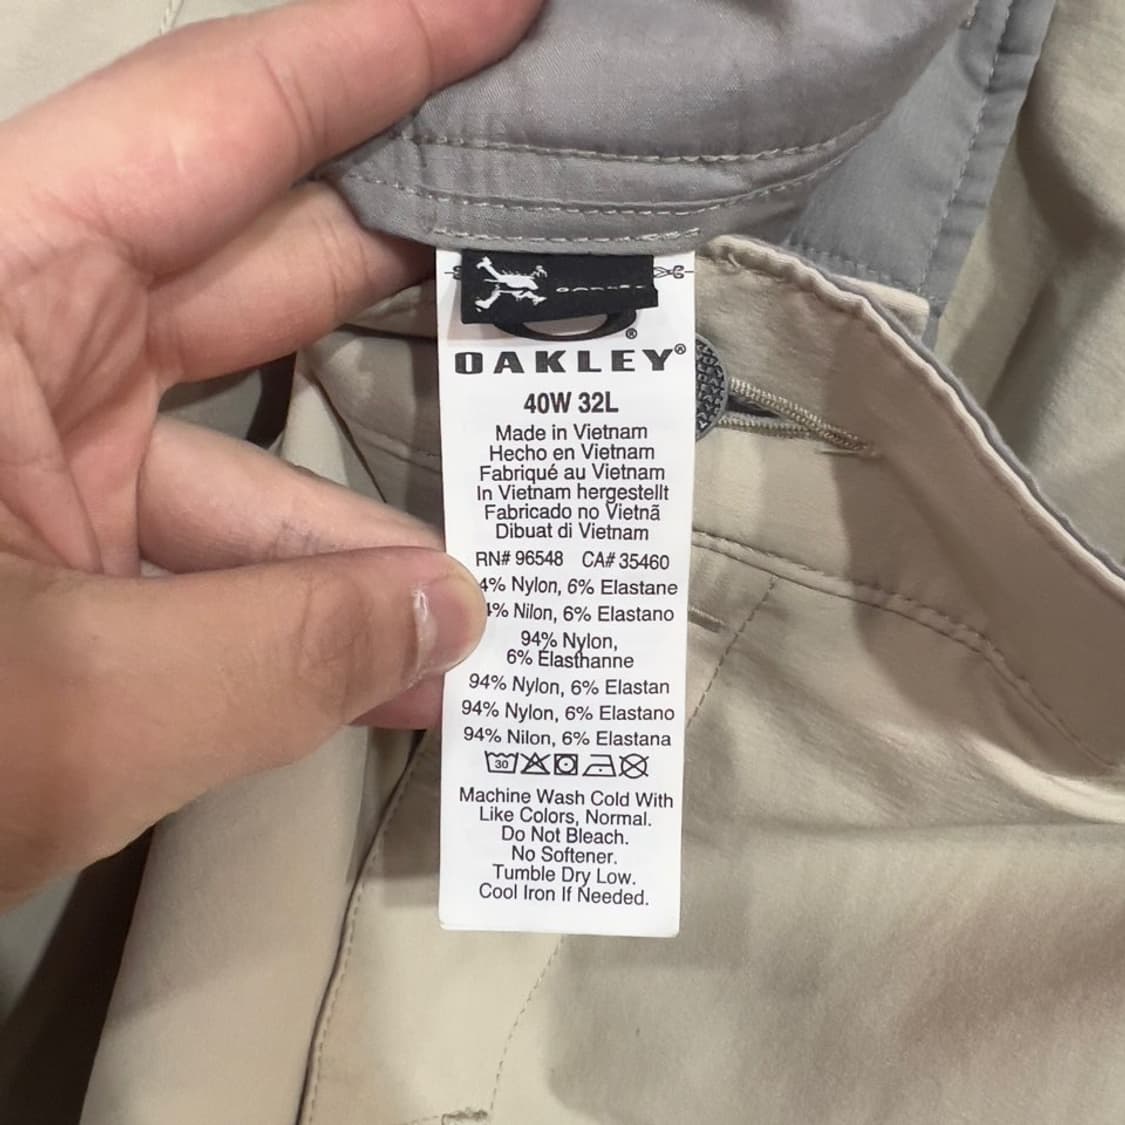 OAKLEY®
40W 32L
Made in Vietnam
Hecho en Vietnam
Fabriqué au Vietnam
In Vietnam hergestellt
Fabricado no Vietnã
Dibuat di Vietnam
RN# 96548 CA# 35460
4% Nylon, 6% Elastane
% Nilon, 6% Elastano
94% Nylon,
6% Elasthanne
94% Nylon, 6% Elastan
94% Nylon, 6% Elastano
94% Nilon, 6% Elastana
30
Machine Wash Cold With
Like Colors, Normal.
Do Not Bleach.
No Softener.
Tumble Dry Low.
Cool Iron If Needed.